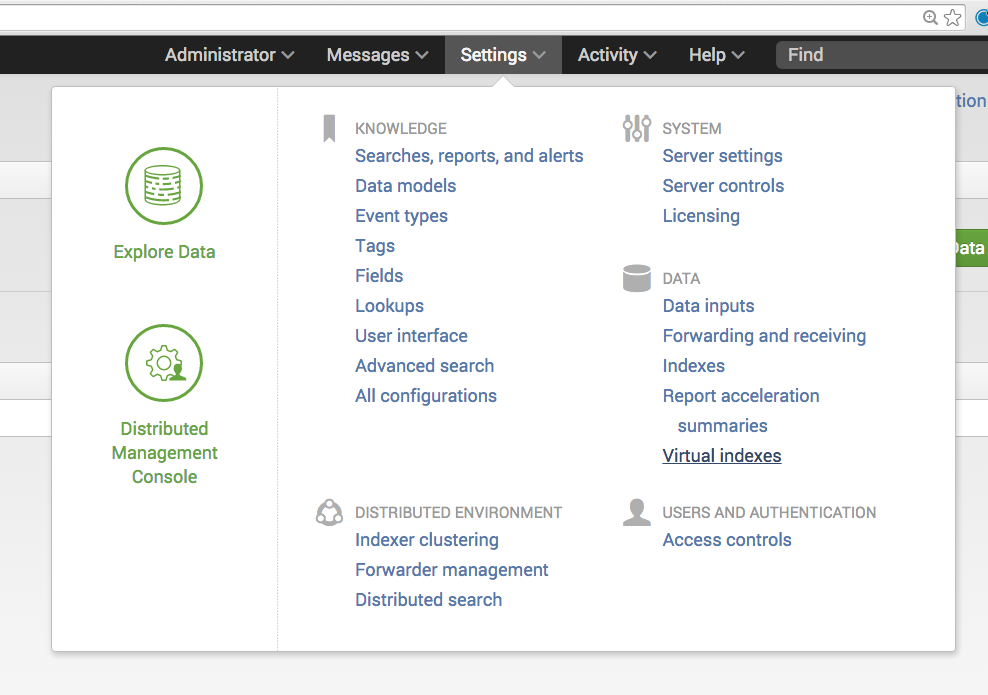 Administrator
Messages
Settings
Activity
Help
Find
tion
Data
Explore Data
Distributed
Management
Console
KNOWLEDGE
Searches, reports, and alerts
Data models
Event types
Tags
Fields
Lookups
User interface
Advanced search
All configurations
SYSTEM
Server settings
Server controls
Licensing
DATA
Data inputs
Forwarding and receiving
Indexes
Report acceleration
summaries
Virtual indexes
DISTRIBUTED ENVIRONMENT
Indexer clustering
Forwarder management
Distributed search
USERS AND AUTHENTICATION
Access controls